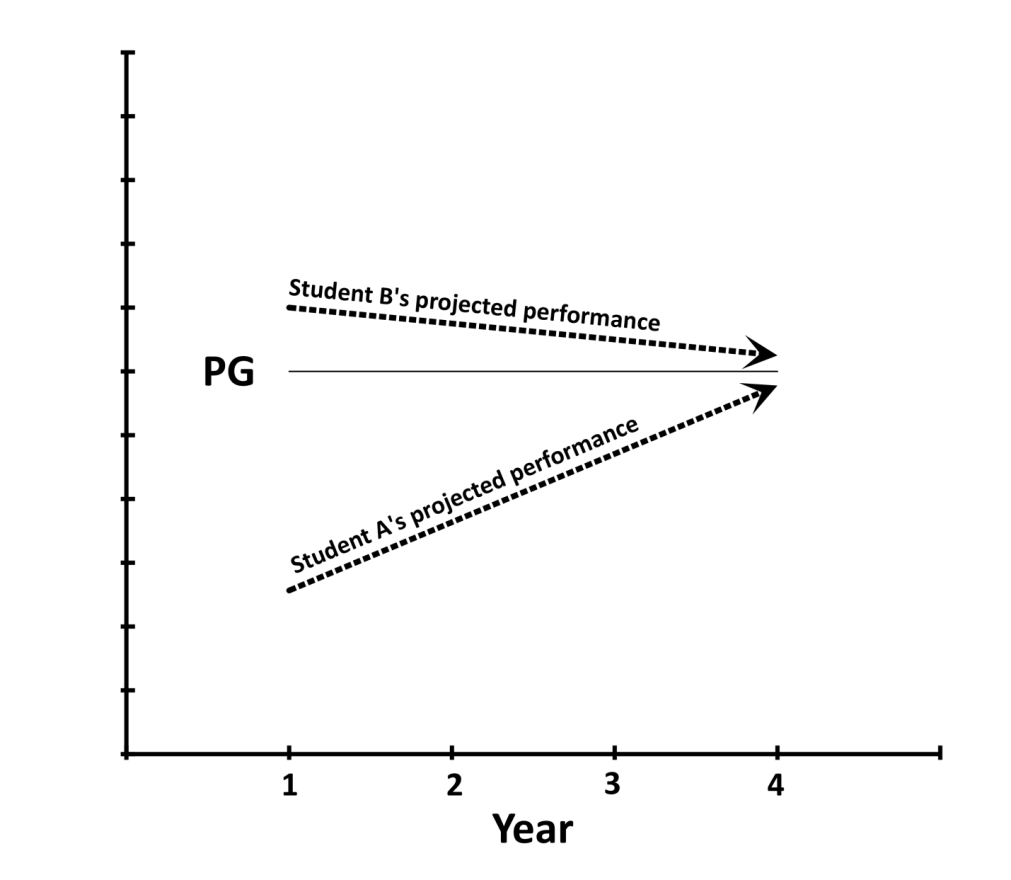 Student B's projected performance
PG
Student A's projected performance
1 2 3 4
Year